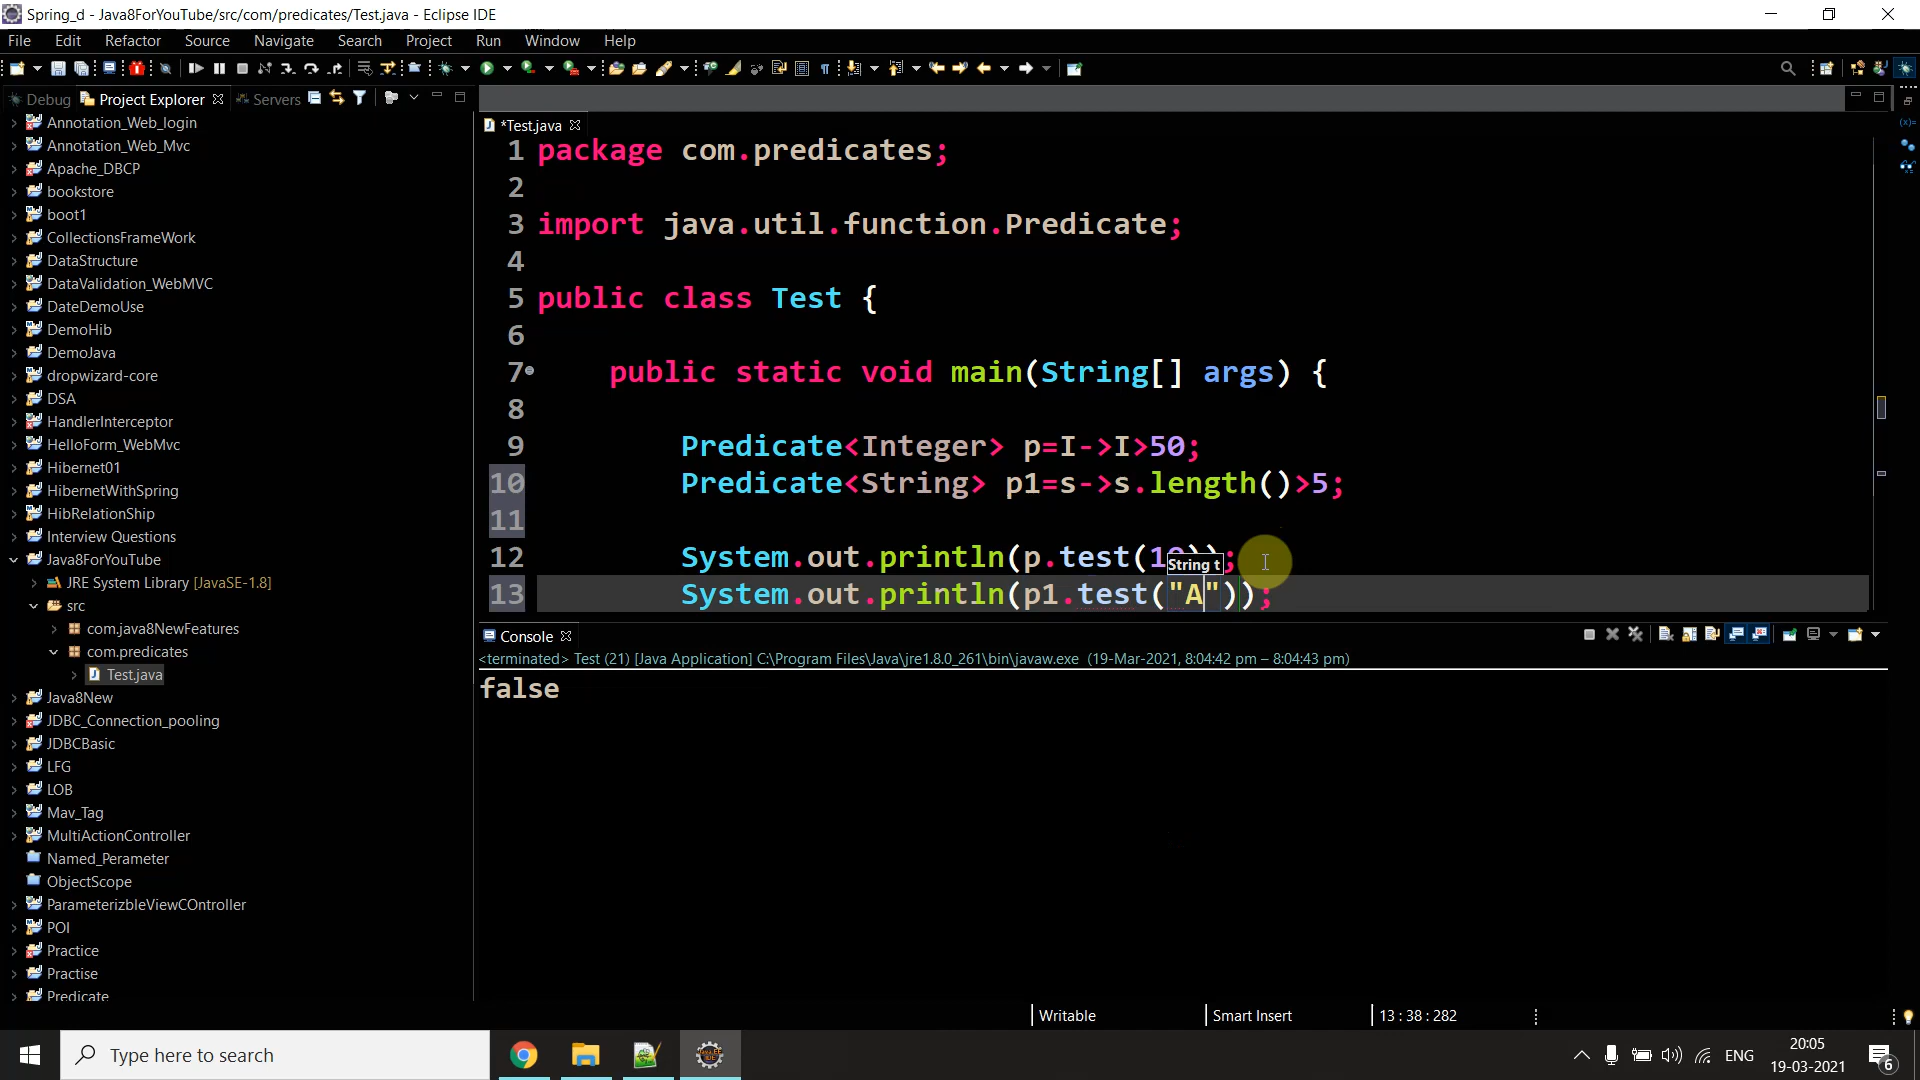 Spring_d - Java8ForYouTube/src/com/predicates/Test.java - Eclipse IDE
File Edit Refactor Source Navigate Search Project Run Window Help
Debug Project Explorer Servers
Annotation_Web_login
Annotation_Web_Mvc
Apache_DBCP
bookstore
boot1
CollectionsFrameWork
DataStructure
DataValidation_WebMVC
DateDemoUse
DemoHib
DemoJava
dropwizard-core
DSA
HandlerInterceptor
HelloForm_WebMvc
Hibernet01
HibernetWithSpring
HibRelationShip
Interview Questions
Java8ForYouTube
JRE System Library [JavaSE-1.8]
src
com.java8NewFeatures
com.predicates
Test.java
Java8New
JDBC_Connection_pooling
JDBCBasic
LFG
LOB
Mav_Tag
MultiActionController
Named_Perameter
ObjectScope
ParameterizbleViewCOntroller
POI
Practice
Practise
Predicate
*Test.java
1 package com.predicates;
2
3 import java.util.function.Predicate;
4
5 public class Test {
6
7 public static void main(String[] args) {
8
9 Predicate<Integer> p=I->I>50;
10 Predicate<String> p1=s->s.length()>5;
11
12 System.out.println(p.test(10));
String t
13 System.out.println(p1.test("A"));
Console
<terminated> Test (21) [Java Application] C:\Program Files\Java\jre1.8.0_261\bin\javaw.exe (19-Mar-2021, 8:04:42 pm – 8:04:43 pm)
false
Writable Smart Insert 13 : 38 : 282
Type here to search
ENG
20:05
19-03-2021
6